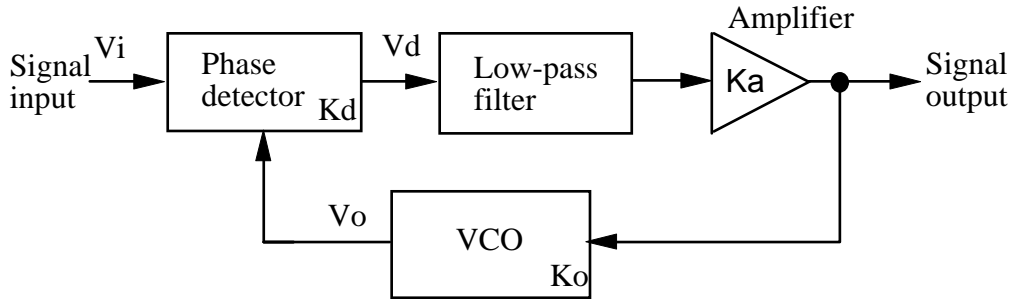 Amplifier
Vi
Signal
input
Phase
detector
Kd
Vd
Low-pass
filter
Ka
Signal
output
Vo
VCO
Ko